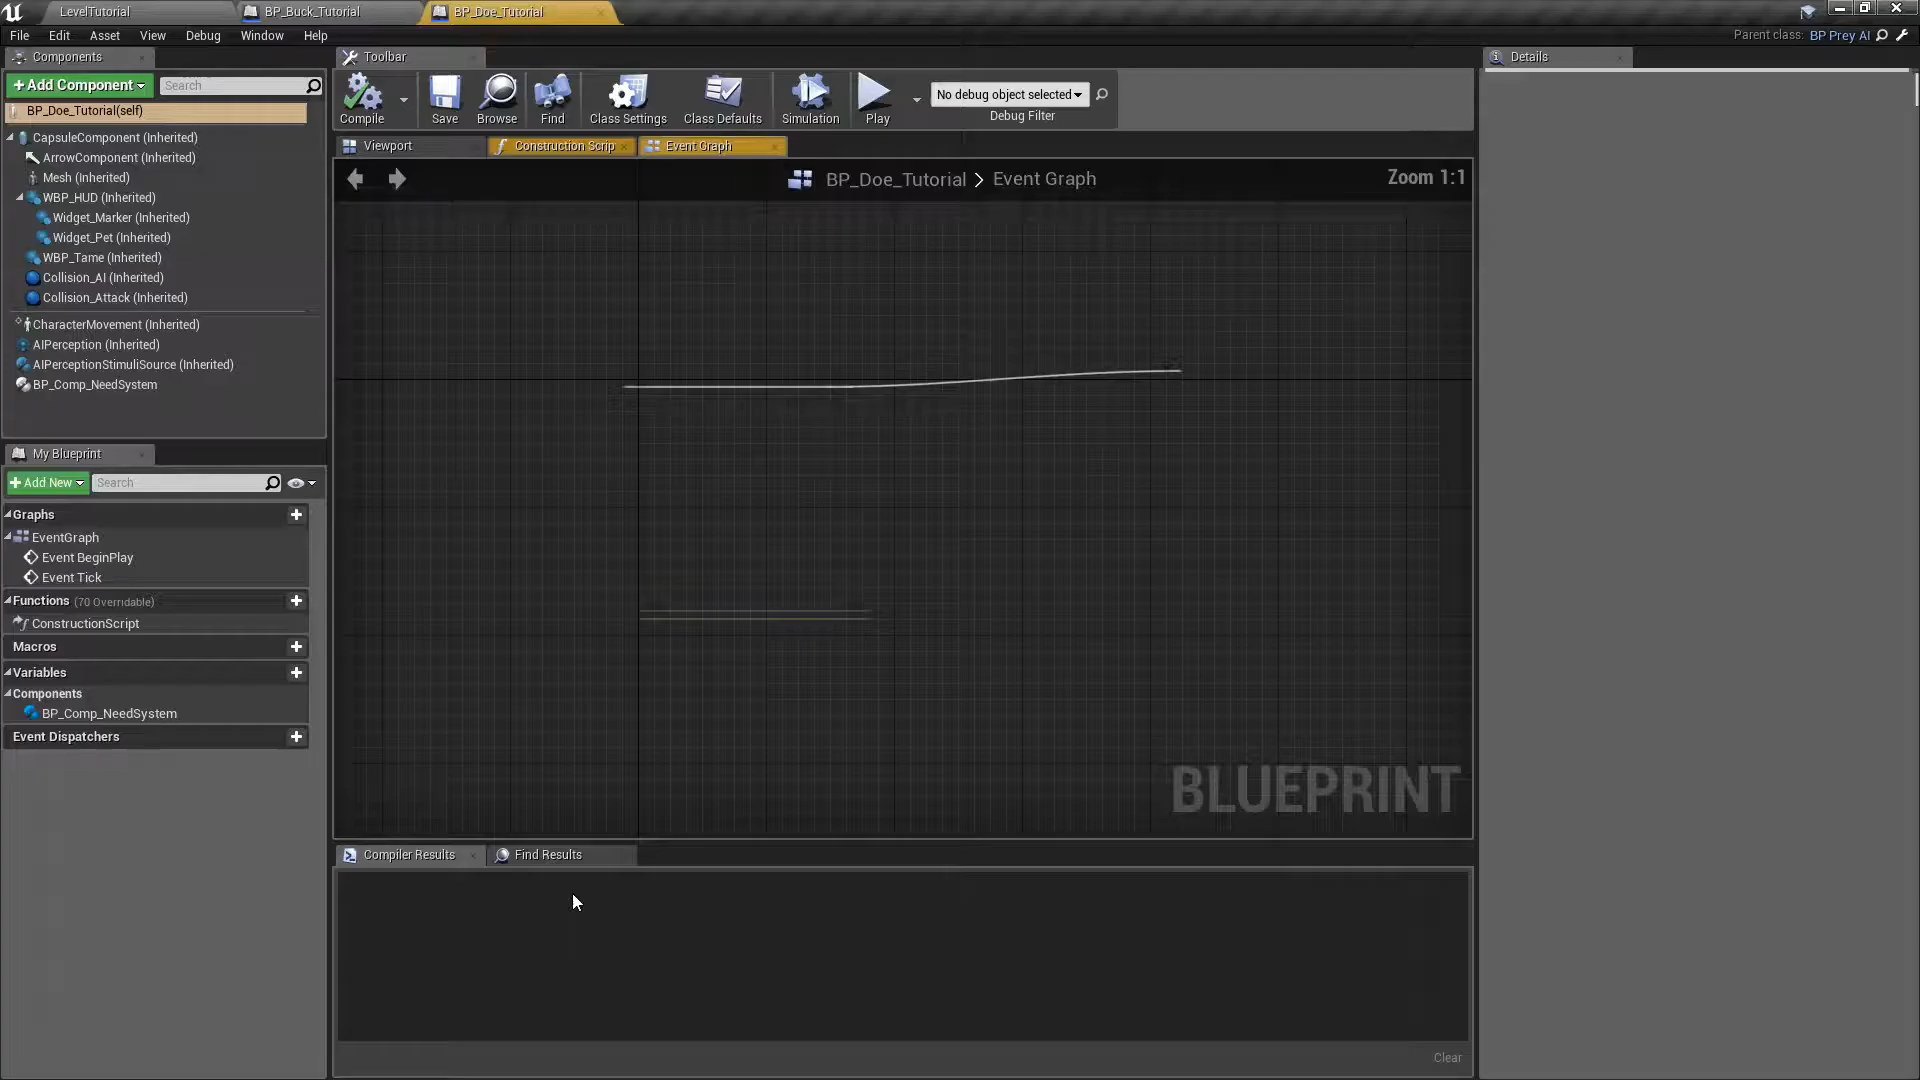 LevelTutorial
BP_Buck_Tutorial
BP_Doe_Tutorial
File Edit Asset View Debug Window Help
Parent class: BP Prey AI
Components
+Add Component
Search
BP_Doe_Tutorial(self)
CapsuleComponent (Inherited)
ArrowComponent (Inherited)
Mesh (Inherited)
WBP_HUD (Inherited)
Widget_Marker (Inherited)
Widget_Pet (Inherited)
WBP_Tame (Inherited)
Collision_AI (Inherited)
Collision_Attack (Inherited)
CharacterMovement (Inherited)
AIPerception (Inherited)
AIPerceptionStimuliSource (Inherited)
BP_Comp_NeedSystem
My Blueprint
+Add New
Search
Graphs
EventGraph
Event BeginPlay
Event Tick
Functions (70 Overridable)
ConstructionScript
Macros
Variables
Components
BP_Comp_NeedSystem
Event Dispatchers
Toolbar
Compile
Save
Browse
Find
Class Settings
Class Defaults
Simulation
Play
No debug object selected
Debug Filter
Viewport
Construction Scrip
Event Graph
BP_Doe_Tutorial > Event Graph
Zoom 1:1
BLUEPRINT
Compiler Results
Find Results
Clear
Details